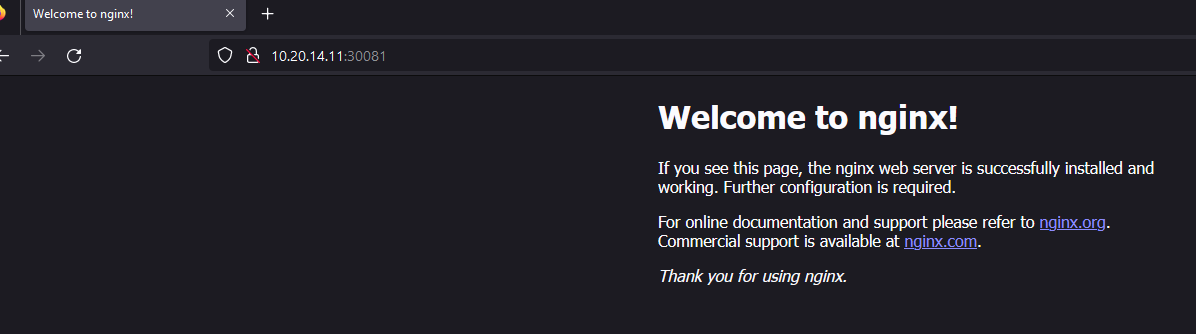 Welcome to nginx!
10.20.14.11:30081
Welcome to nginx!
If you see this page, the nginx web server is successfully installed and
working. Further configuration is required.
For online documentation and support please refer to nginx.org.
Commercial support is available at nginx.com.
Thank you for using nginx.